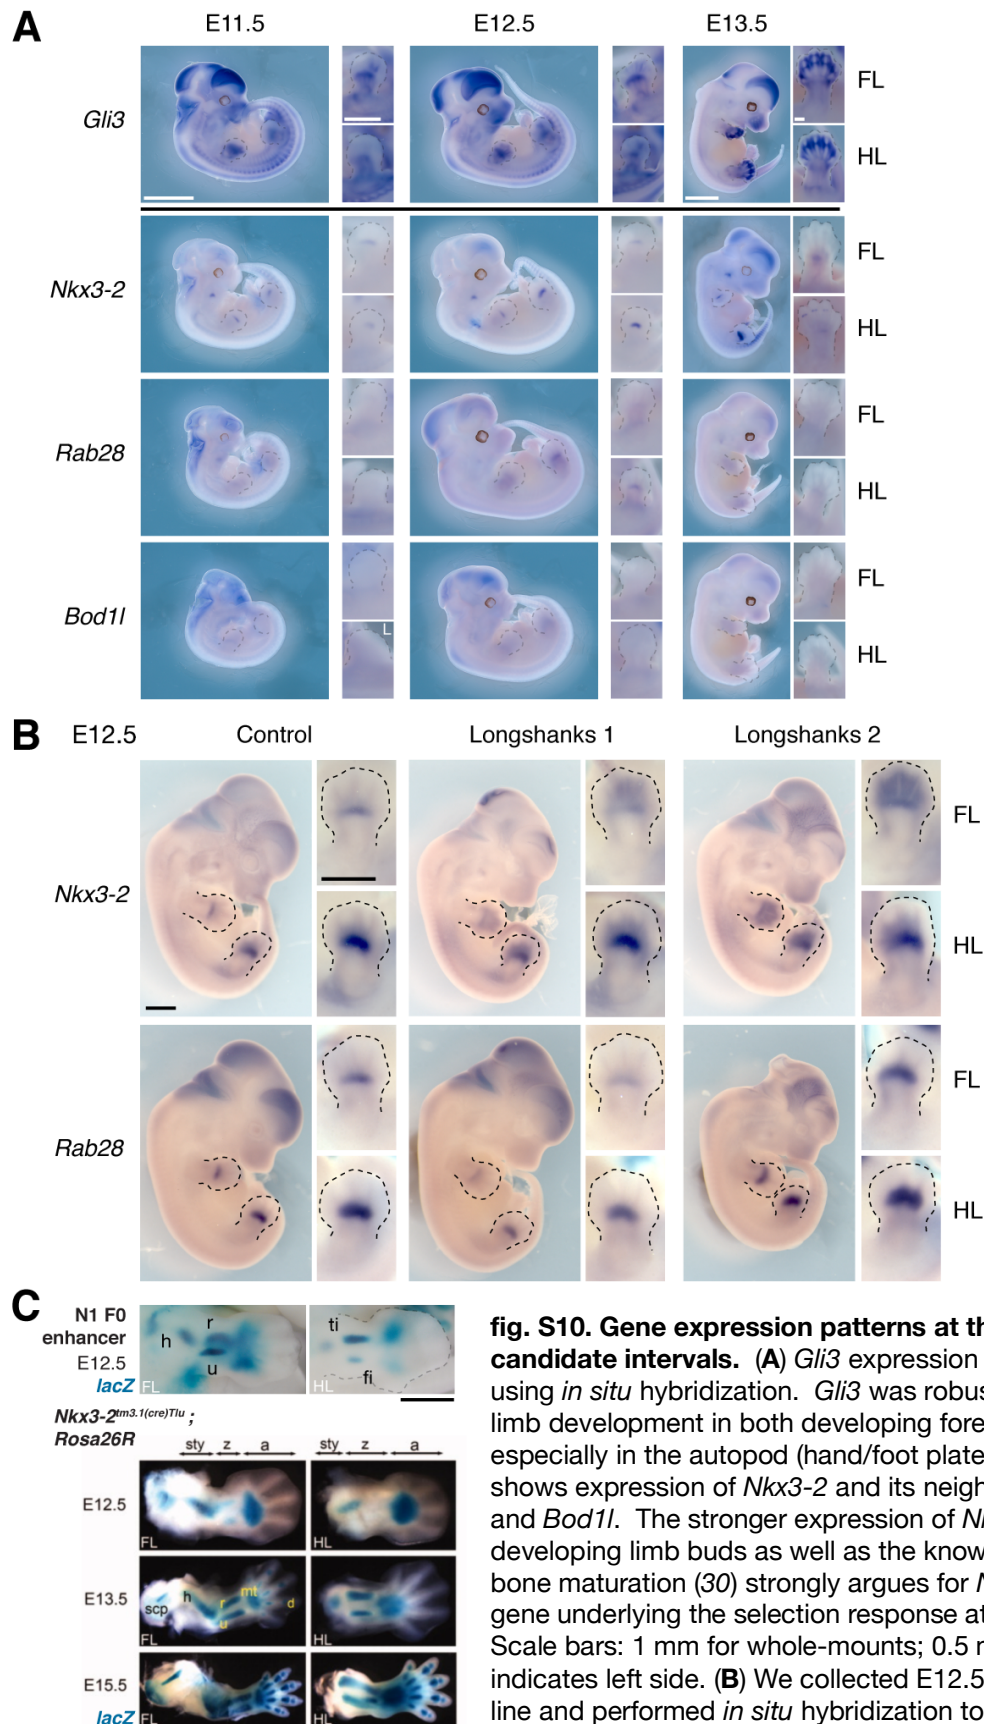 A
E11.5 E12.5 E13.5
Gli3
FL
HL
Nkx3-2
FL
HL
Rab28
FL
HL
Bod1l
L
FL
HL
B E12.5 Control Longshanks 1 Longshanks 2
Nkx3-2
FL
HL
Rab28
FL
HL
C
N1 F0
enhancer
E12.5
lacZ
h r u FL
ti fi HL
Nkx3-2tm3.1(cre)Tlu ;
Rosa26R
sty z a sty z a
E12.5
FL HL
E13.5
scp h r u mt d
FL HL
E15.5
lacZ
FL HL
fig. S10. Gene expression patterns at th
candidate intervals. (A) Gli3 expression
using in situ hybridization. Gli3 was robus
limb development in both developing fore
especially in the autopod (hand/foot plate
shows expression of Nkx3-2 and its neigh
and Bod1l. The stronger expression of N
developing limb buds as well as the know
bone maturation (30) strongly argues for N
gene underlying the selection response at
Scale bars: 1 mm for whole-mounts; 0.5 r
indicates left side. (B) We collected E12.5
line and performed in situ hybridization to